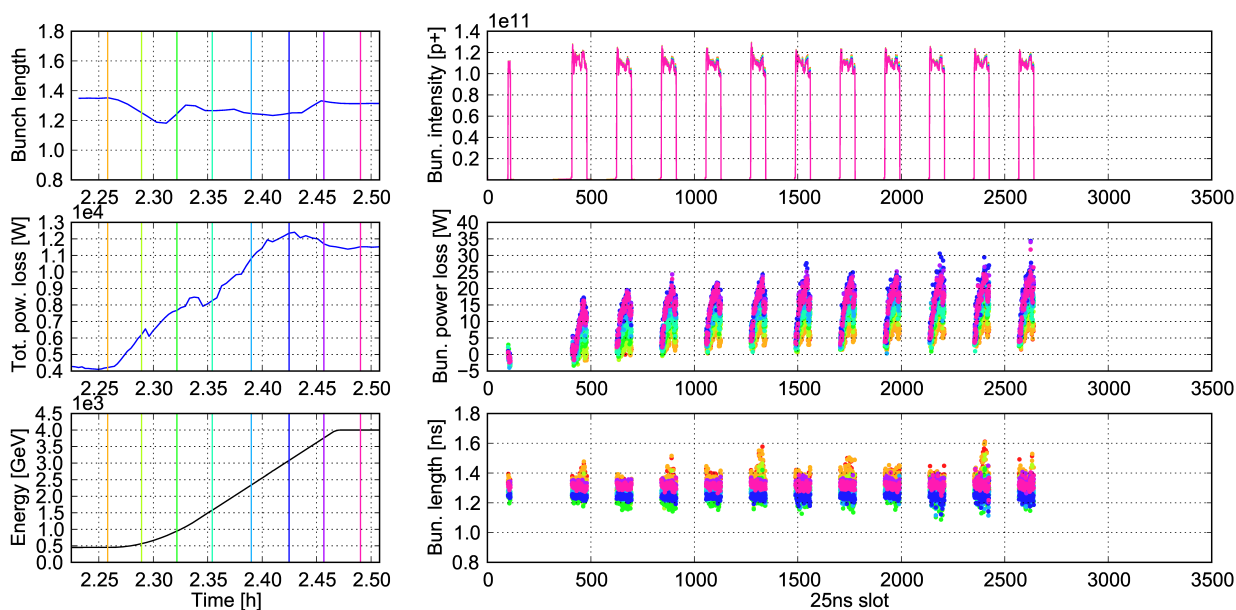 Bunch length
1.8
1.6
1.4
1.2
1.0
0.8
2.25 2.30 2.35 2.40 2.45 2.50
1e4
Tot. pow. loss [W]
1.3
1.2
1.1
1.0
0.9
0.8
0.7
0.6
0.5
0.4
2.25 2.30 2.35 2.40 2.45 2.50
1e3
Energy [GeV]
4.5
4.0
3.5
3.0
2.5
2.0
1.5
1.0
0.5
0.0
2.25 2.30 2.35 2.40 2.45 2.50
Time [h]
1e11
Bun. intensity [p+]
1.4
1.2
1.0
0.8
0.6
0.4
0.2
0 500 1000 1500 2000 2500 3000 3500
Bun. power loss [W]
40
35
30
25
20
15
10
5
0
−5
0 500 1000 1500 2000 2500 3000 3500
Bun. length [ns]
1.8
1.6
1.4
1.2
1.0
0.8
0 500 1000 1500 2000 2500 3000 3500
25ns slot